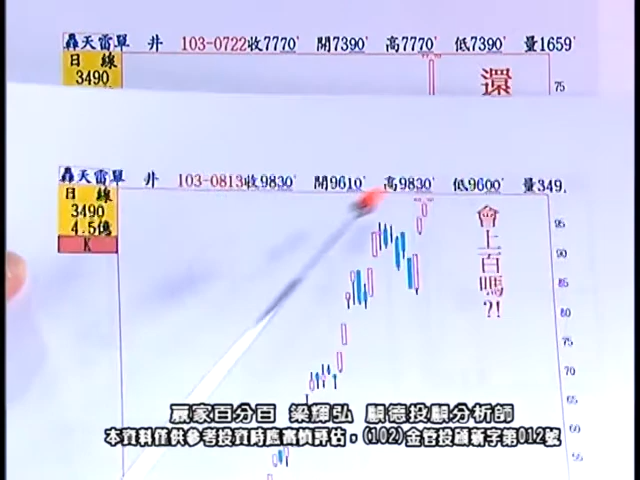 轟天雷單 井 103-0722收7770' 開7390' 高7770' 低7390' 量1659'
日線
3490
還
75
轟天雷單 井 103-0813收9830' 開9610' 高9830' 低9600' 量349.
日線
3490
4.5億
K
會上百嗎?!
95
90
85
80
75
70
65
60
55
贏家百分百 梁輝弘 顧德投顧分析師
本資料僅供參考投資時應審慎評估，(102)金管投顧新字第012號